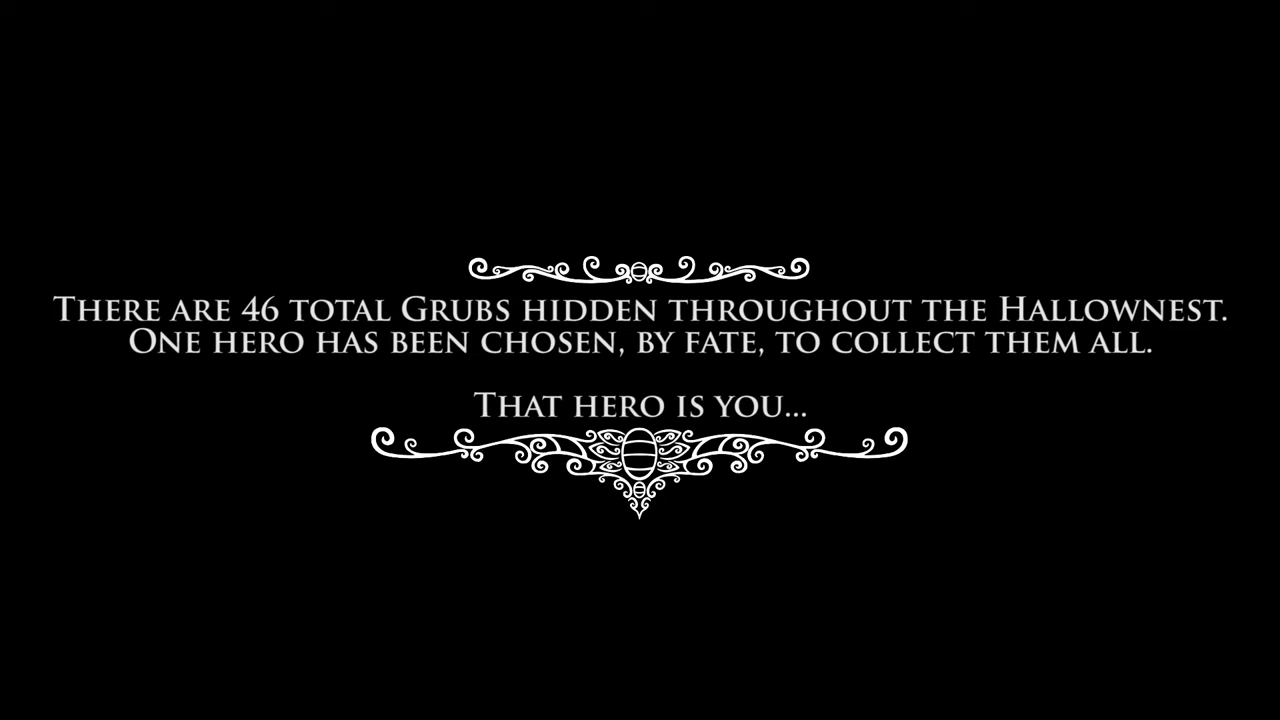 There are 46 total Grubs hidden throughout the Hallownest.
One hero has been chosen, by fate, to collect them all.
That hero is you...